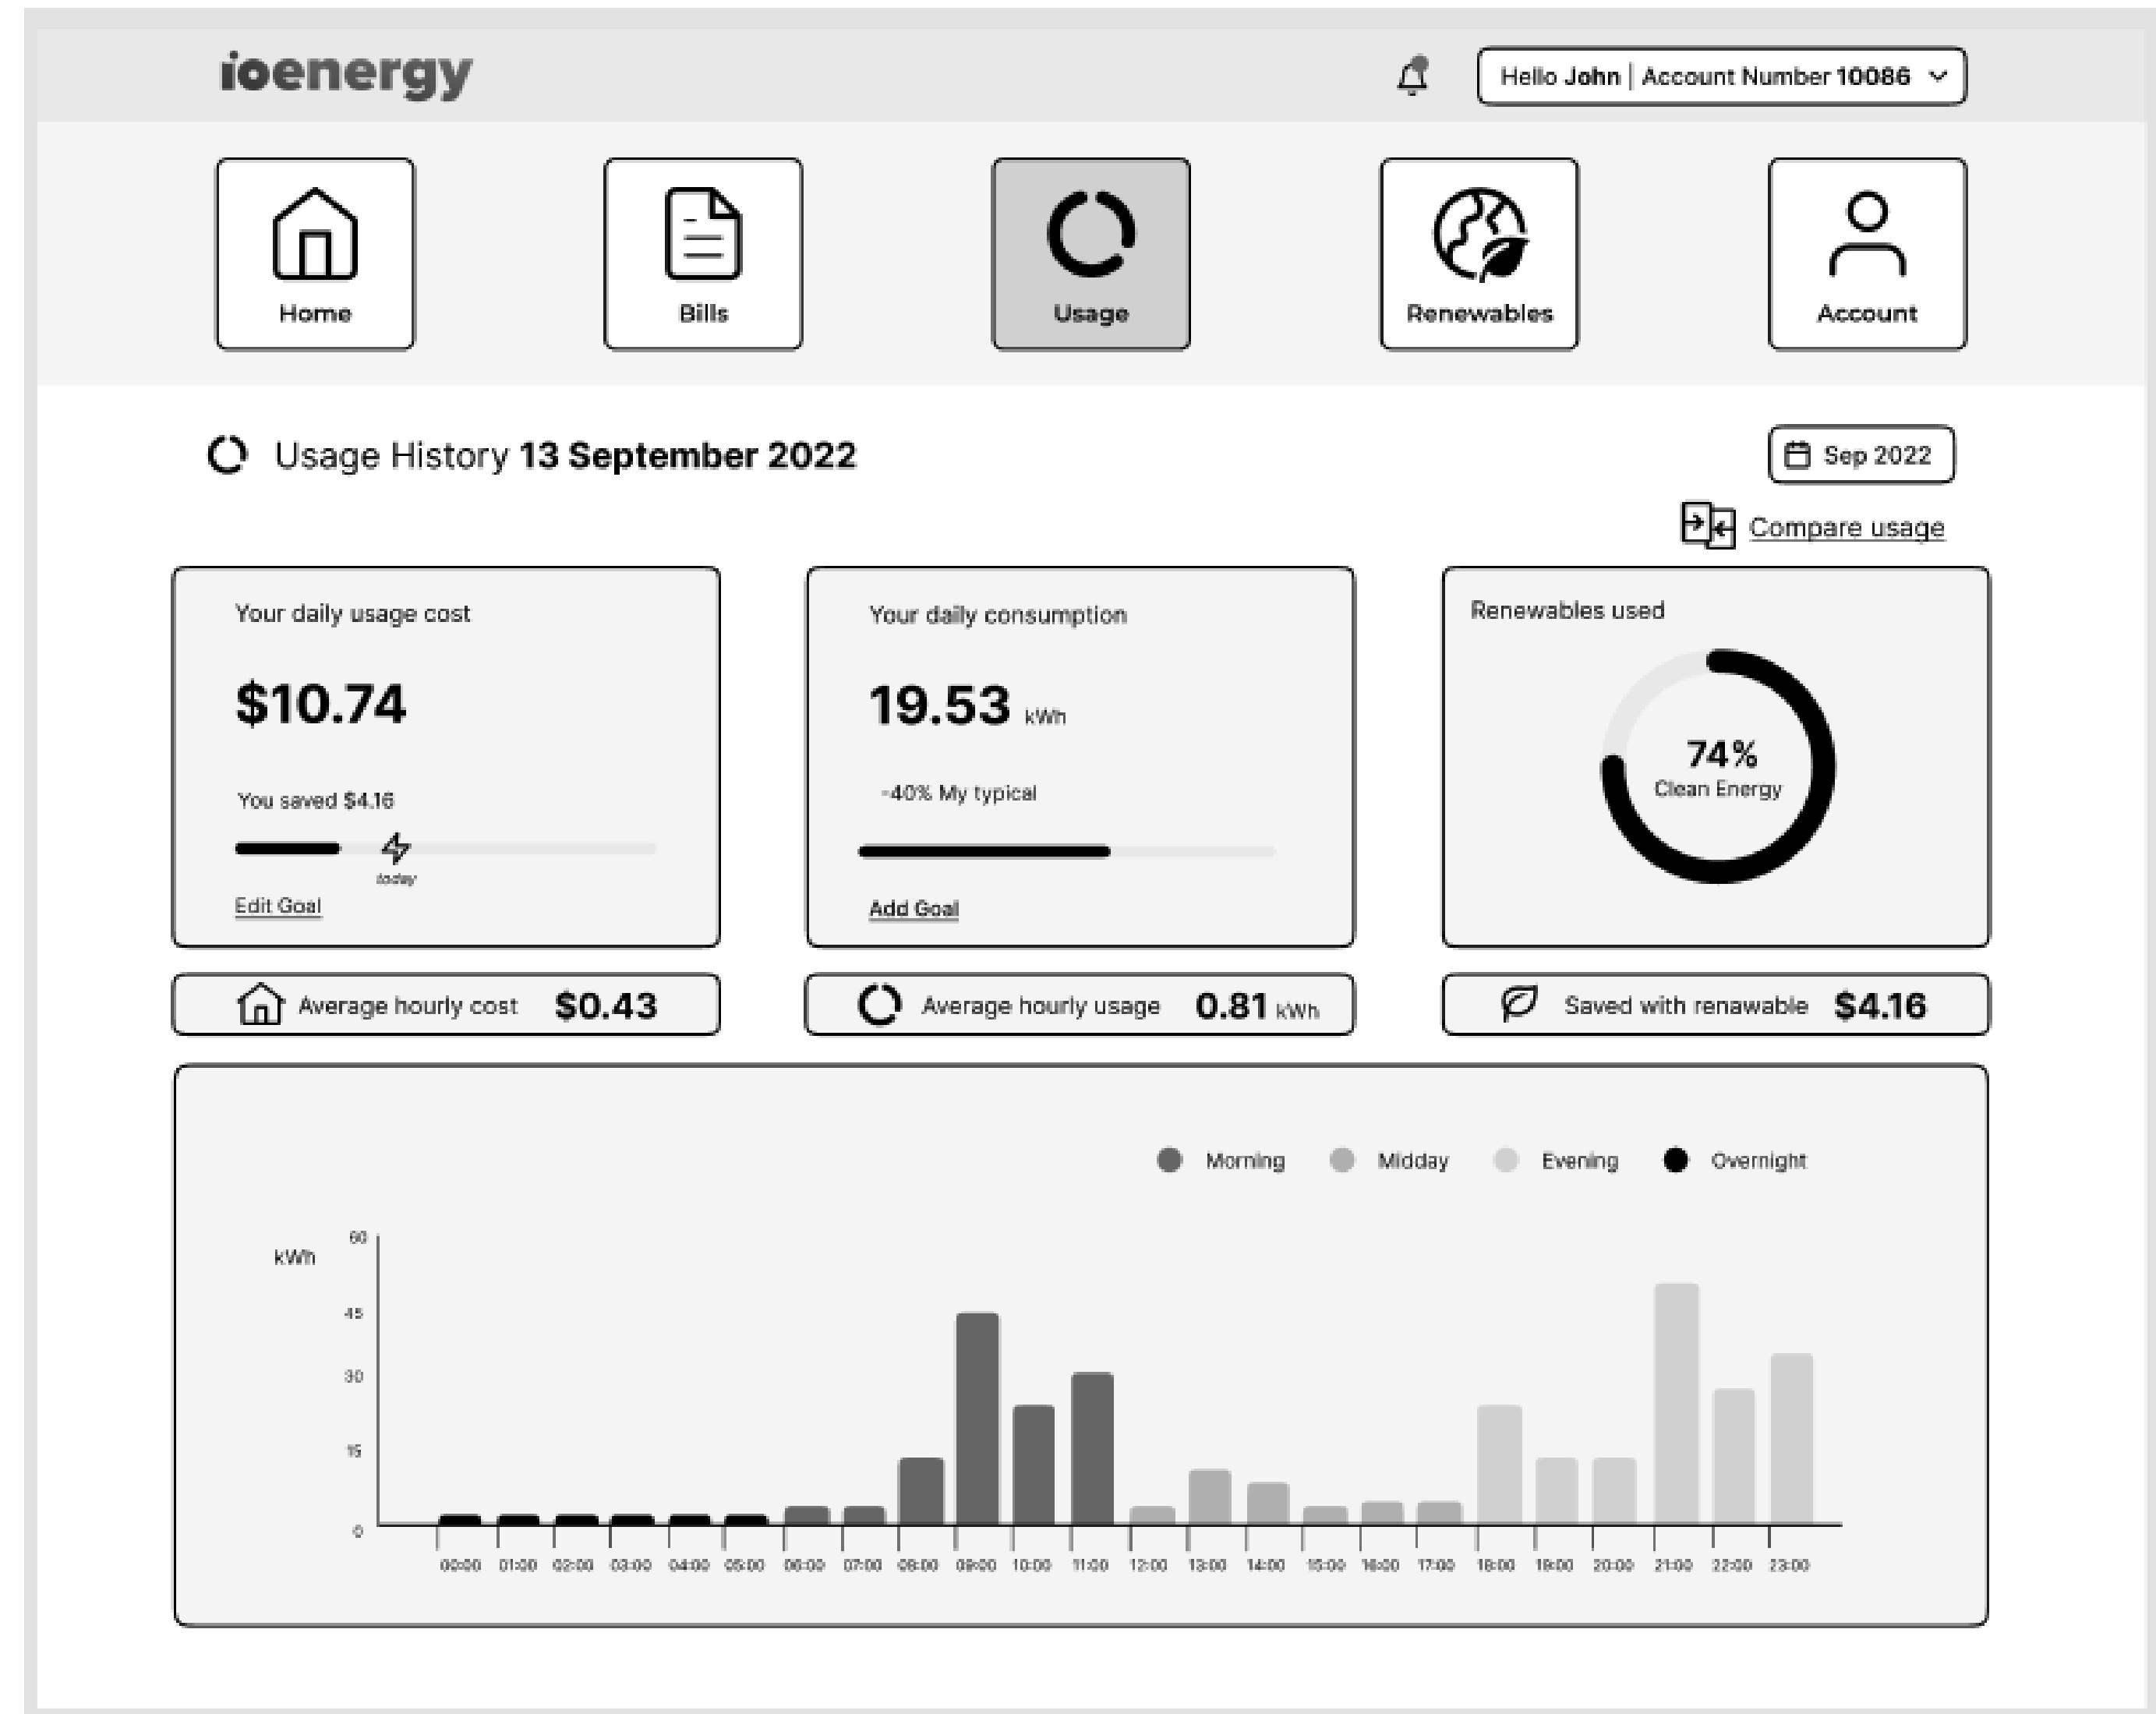 ioenergy
Hello John | Account Number 10086
Home
Bills
Usage
Renewables
Account
Usage History 13 September 2022
Sep 2022
Compare usage
Your daily usage cost
$10.74
You saved $4.16
today
Edit Goal
Your daily consumption
19.53 kWh
-40% My typical
Add Goal
Renewables used
74%
Clean Energy
Average hourly cost $0.43
Average hourly usage 0.81 kWh
Saved with renawable $4.16
Morning Midday Evening Overnight
kWh
60
45
30
15
0
00:00 01:00 02:00 03:00 04:00 05:00 06:00 07:00 08:00 09:00 10:00 11:00 12:00 13:00 14:00 15:00 16:00 17:00 18:00 19:00 20:00 21:00 22:00 23:00